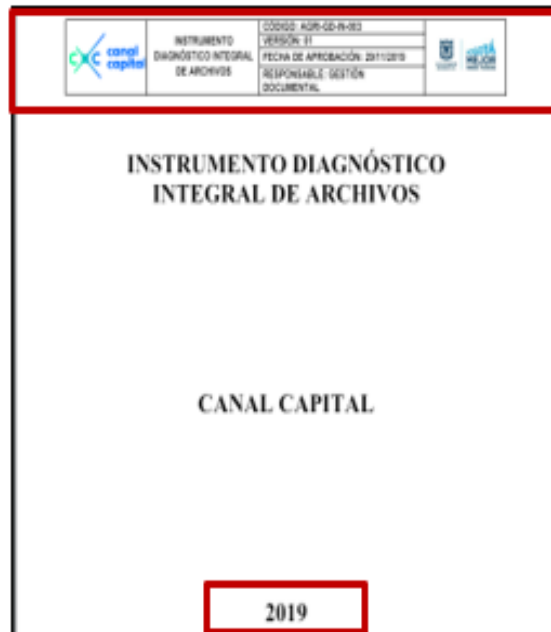 canal
capital
INSTRUMENTO
DIAGNÓSTICO INTEGRAL
DE ARCHIVOS
CÓDIGO: AGRI-GD-IN-003
VERSIÓN: 01
FECHA DE APROBACIÓN: 29/11/2019
RESPONSABLE: GESTIÓN
DOCUMENTAL
MEJOR
INSTRUMENTO DIAGNÓSTICO
INTEGRAL DE ARCHIVOS
CANAL CAPITAL
2019